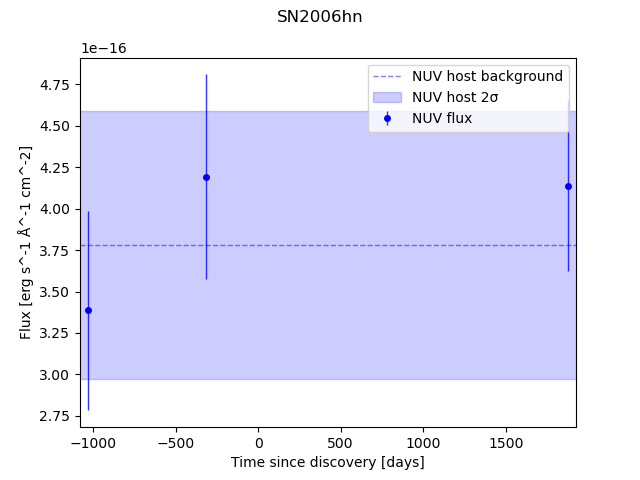 SN2006hn
1e−16
NUV host background
NUV host 2σ
NUV flux
4.75
4.50
4.25
4.00
3.75
3.50
3.25
3.00
2.75
Flux [erg s^-1 Å^-1 cm^-2]
−1000 −500 0 500 1000 1500
Time since discovery [days]